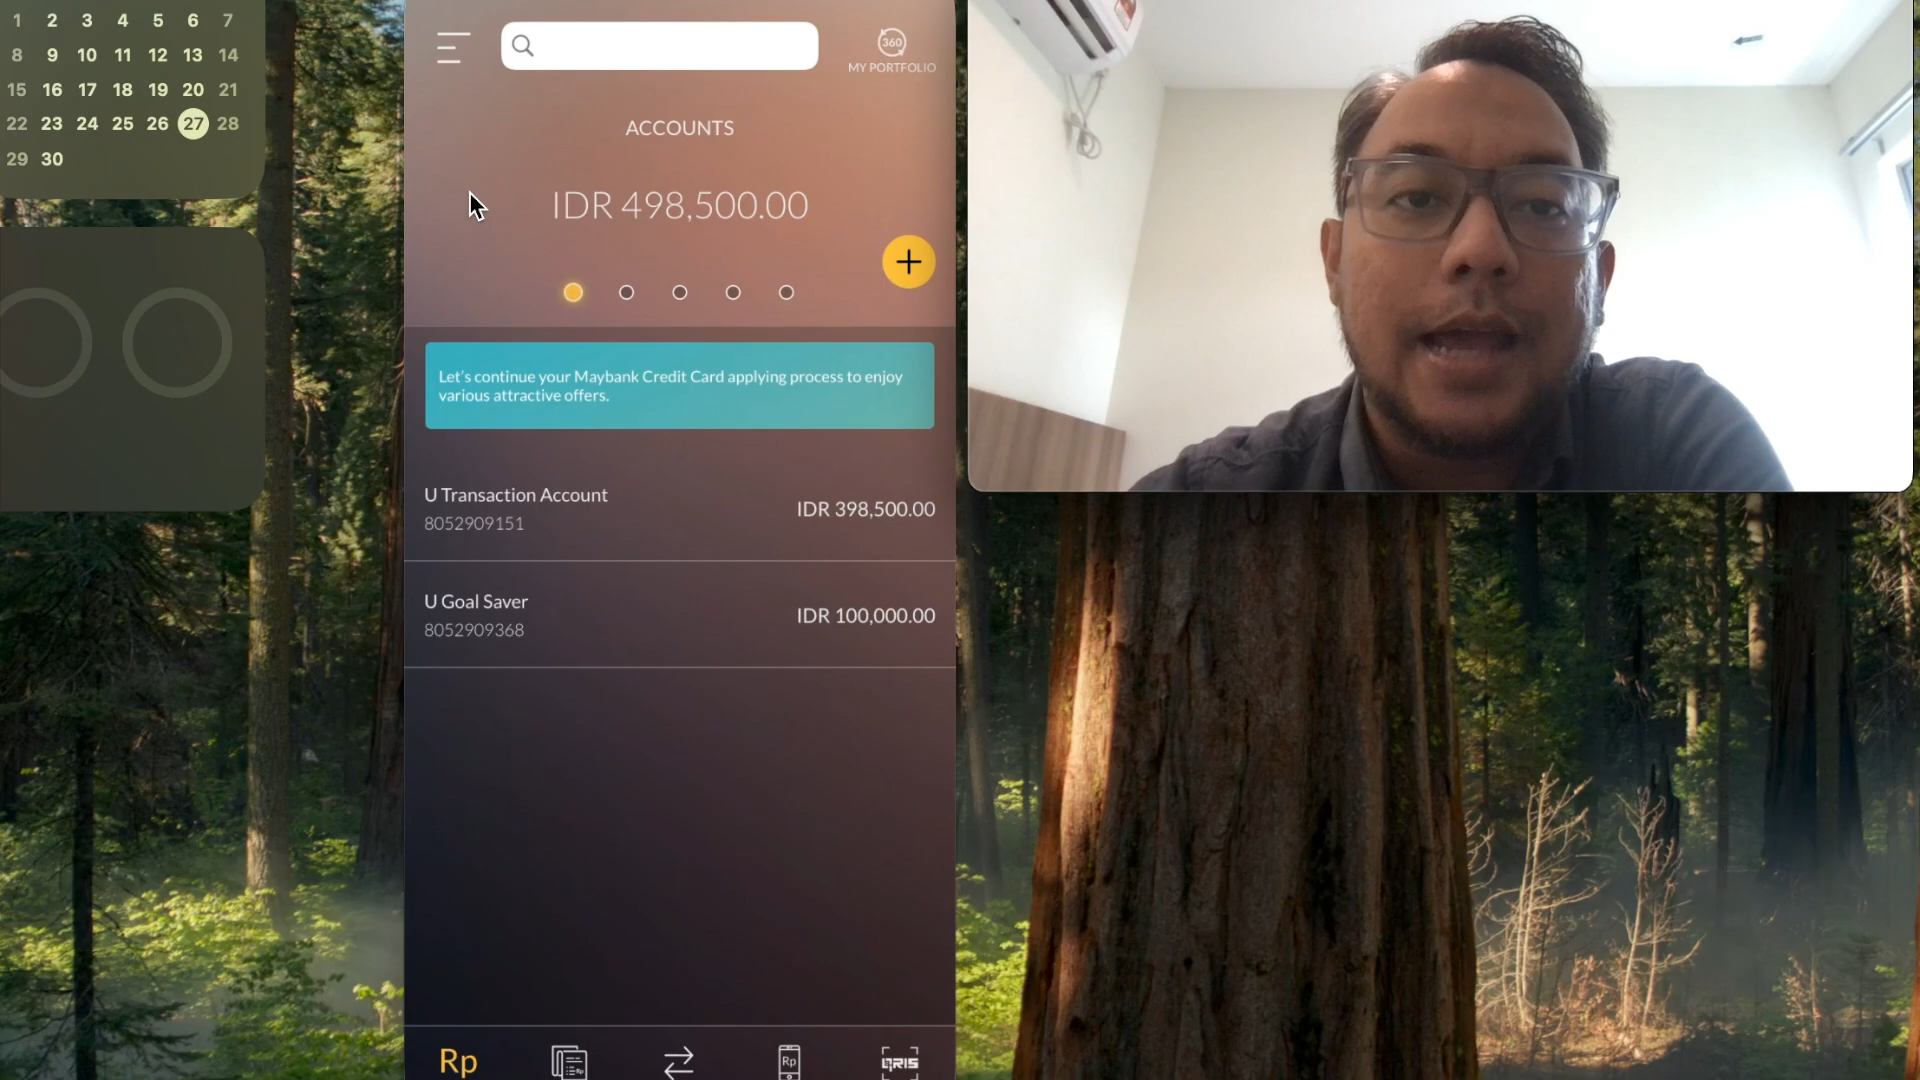 1 2 3 4 5 6 7
8 9 10 11 12 13 14
15 16 17 18 19 20 21
22 23 24 25 26 27 28
29 30
360
MY PORTFOLIO
ACCOUNTS
IDR 498,500.00
Let's continue your Maybank Credit Card applying process to enjoy
various attractive offers.
U Transaction Account
8052909151
IDR 398,500.00
U Goal Saver
8052909368
IDR 100,000.00
Rp
Rp
QRIS